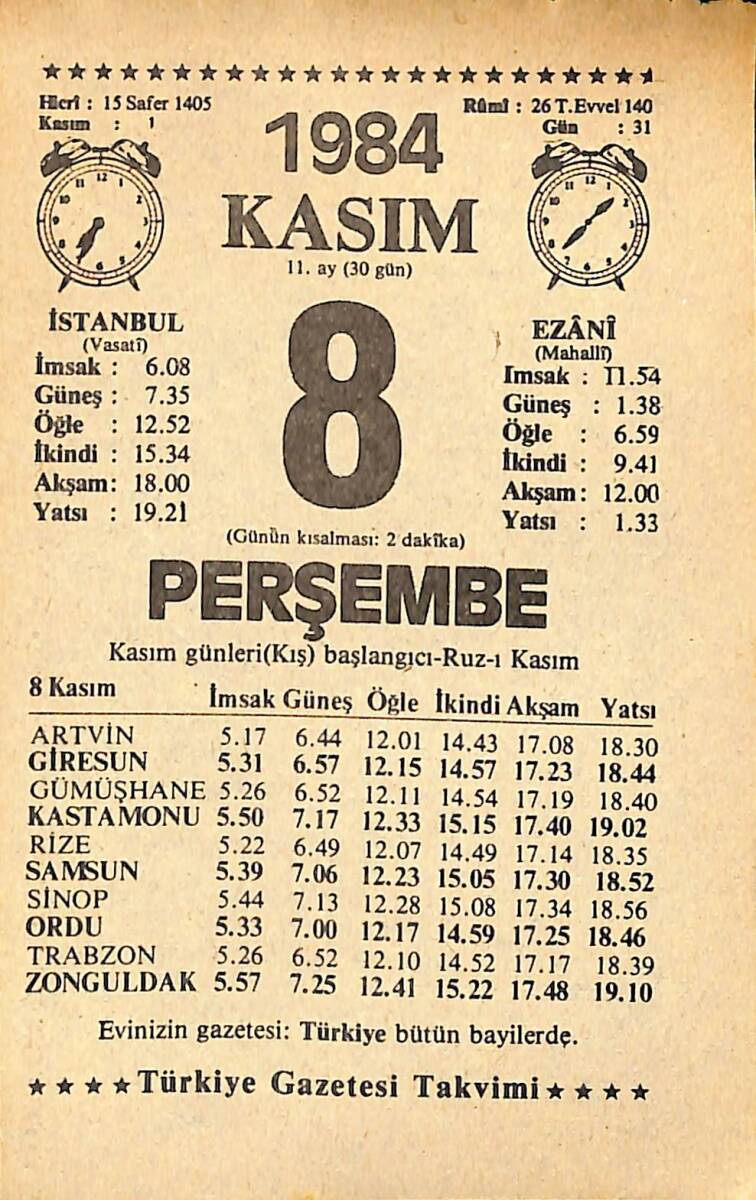 Hicrî : 15 Safer 1405
Kasım : 1
1984
KASIM
11. ay (30 gün)
Rûmî : 26 T.Evvel 140
Gün : 31
İSTANBUL
(Vasatî)
İmsak : 6.08
Güneş : 7.35
Öğle : 12.52
İkindi : 15.34
Akşam: 18.00
Yatsı : 19.21
8
EZÂNÎ
(Mahallî)
Imsak : 11.54
Güneş : 1.38
Öğle : 6.59
İkindi : 9.41
Akşam: 12.00
Yatsı : 1.33
(Günün kısalması: 2 dakîka)
PERŞEMBE
Kasım günleri(Kış) başlangıcı-Ruz-ı Kasım
8 Kasım İmsak Güneş Öğle İkindi Akşam Yatsı
ARTVİN 5.17 6.44 12.01 14.43 17.08 18.30
GİRESUN 5.31 6.57 12.15 14.57 17.23 18.44
GÜMÜŞHANE 5.26 6.52 12.11 14.54 17.19 18.40
KASTAMONU 5.50 7.17 12.33 15.15 17.40 19.02
RİZE 5.22 6.49 12.07 14.49 17.14 18.35
SAMSUN 5.39 7.06 12.23 15.05 17.30 18.52
SİNOP 5.44 7.13 12.28 15.08 17.34 18.56
ORDU 5.33 7.00 12.17 14.59 17.25 18.46
TRABZON 5.26 6.52 12.10 14.52 17.17 18.39
ZONGULDAK 5.57 7.25 12.41 15.22 17.48 19.10
Evinizin gazetesi: Türkiye bütün bayilerde.
Türkiye Gazetesi Takvimi